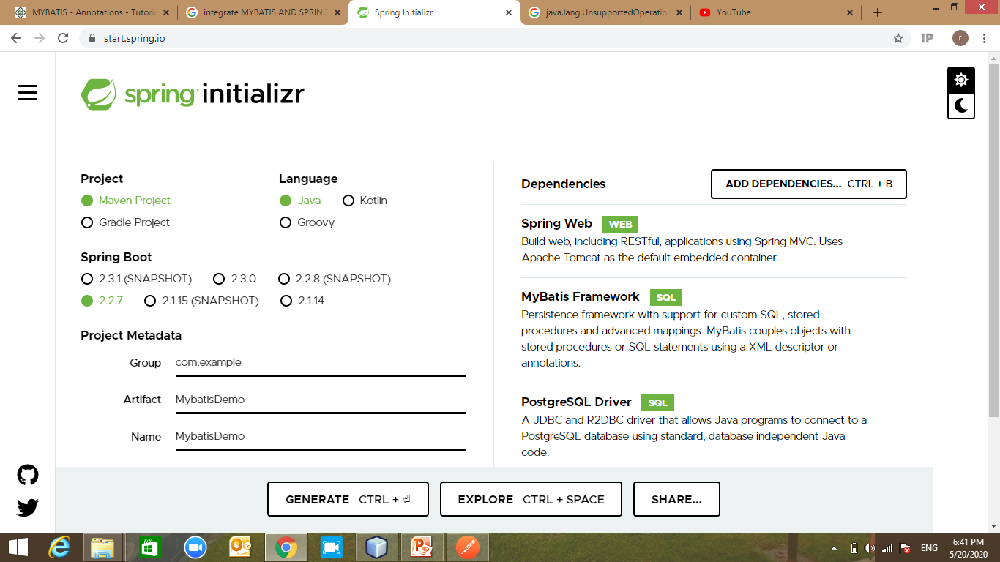 MYBATIS - Annotations - Tutoria
integrate MYBATIS AND SPRING
Spring Initializr
java.lang.UnsupportedOperation
YouTube
start.spring.io
IP
r
spring initializr
Project
Maven Project
Gradle Project
Language
Java
Kotlin
Groovy
Spring Boot
2.3.1 (SNAPSHOT)
2.3.0
2.2.8 (SNAPSHOT)
2.2.7
2.1.15 (SNAPSHOT)
2.1.14
Project Metadata
Group
com.example
Artifact
MybatisDemo
Name
MybatisDemo
Dependencies
ADD DEPENDENCIES... CTRL + B
Spring Web WEB
Build web, including RESTful, applications using Spring MVC. Uses
Apache Tomcat as the default embedded container.
MyBatis Framework SQL
Persistence framework with support for custom SQL, stored
procedures and advanced mappings. MyBatis couples objects with
stored procedures or SQL statements using a XML descriptor or
annotations.
PostgreSQL Driver SQL
A JDBC and R2DBC driver that allows Java programs to connect to a
PostgreSQL database using standard, database independent Java
code.
GENERATE CTRL + ⏎
EXPLORE CTRL + SPACE
SHARE...
ENG
6:41 PM
5/20/2020